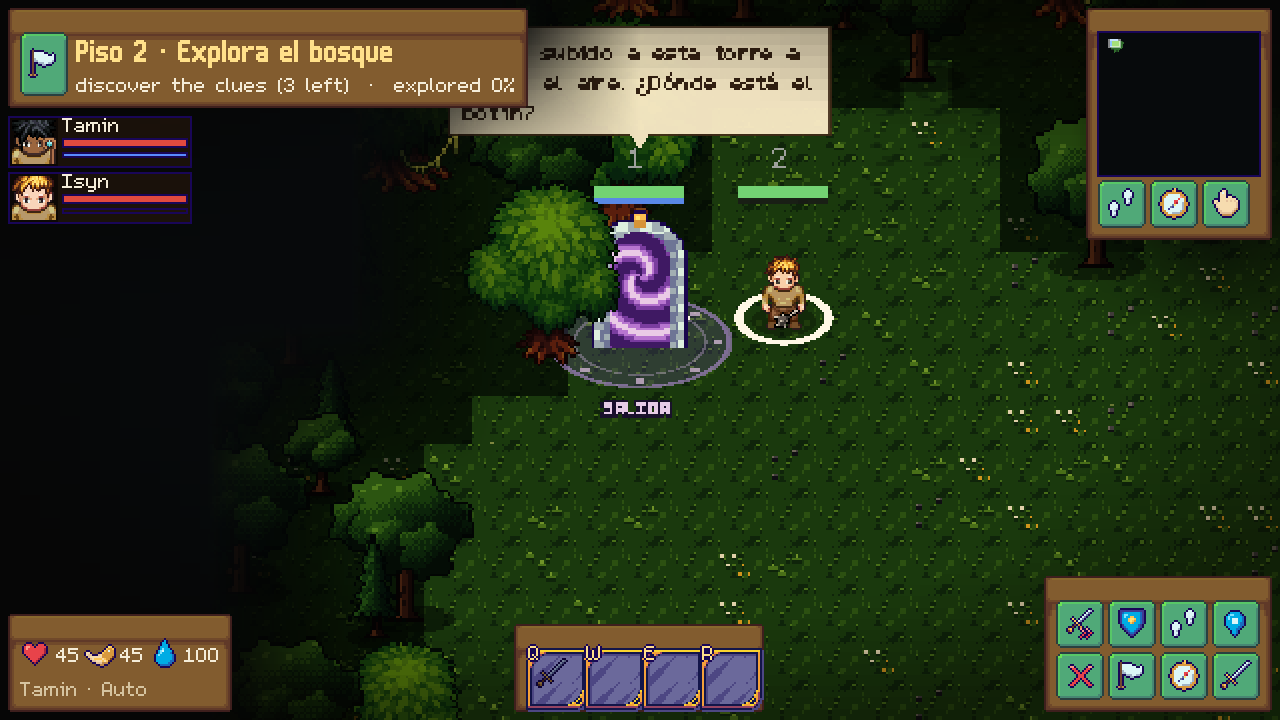 Piso 2 · Explora el bosque
discover the clues (3 left) · explored 0%
subido a esta torre a
el aire. ¿Dónde está el
botín?
Tamin
Isyn
1
2
SALIDA
45
45
100
Tamin · Auto
Q
W
E
R